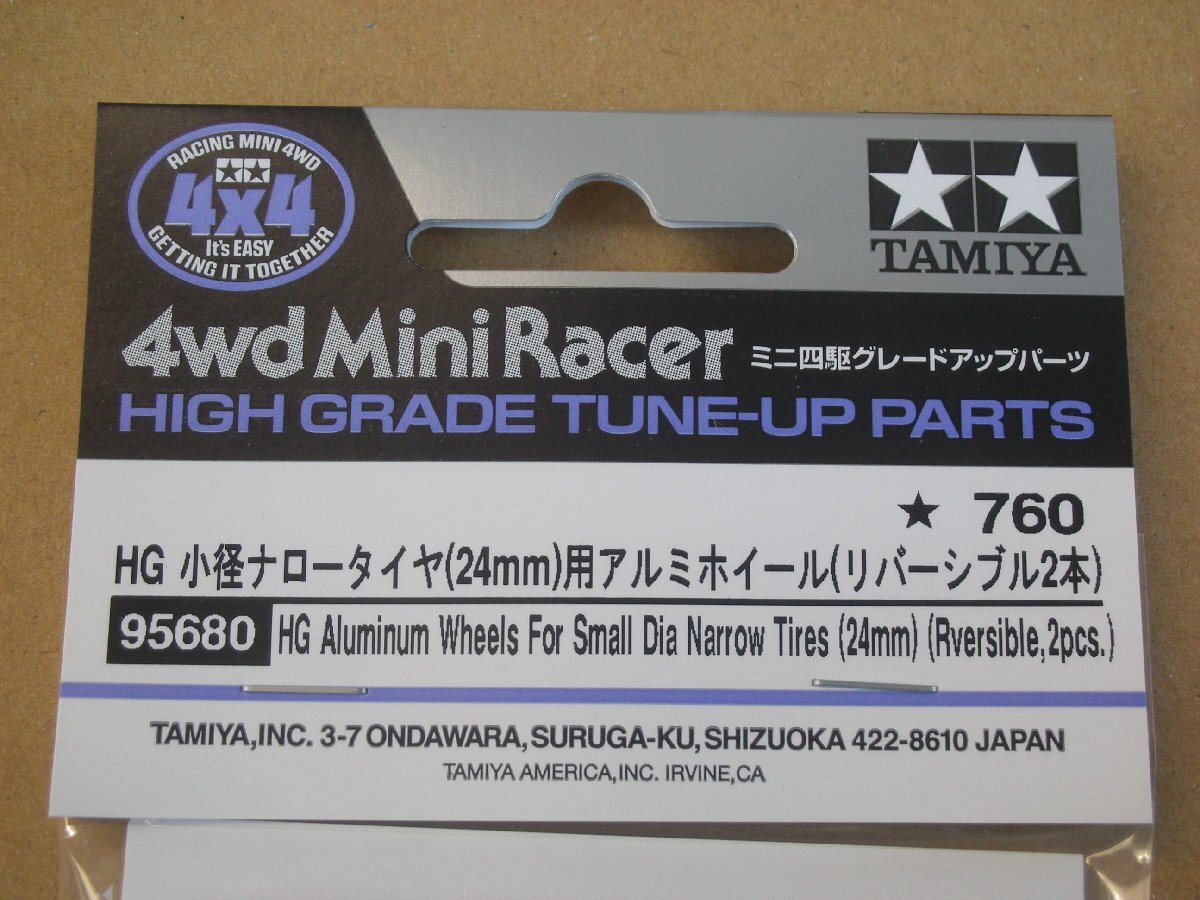 RACING MINI 4WD
4x4
It's EASY
GETTING IT TOGETHER
TAMIYA
4wd Mini Racer ミニ四駆グレードアップパーツ
HIGH GRADE TUNE-UP PARTS
★ 760
HG 小径ナロータイヤ(24mm)用アルミホイール(リバーシブル2本)
95680 HG Aluminum Wheels For Small Dia Narrow Tires (24mm) (Rversible,2pcs.)
TAMIYA,INC. 3-7 ONDAWARA, SURUGA-KU, SHIZUOKA 422-8610 JAPAN
TAMIYA AMERICA,INC. IRVINE,CA